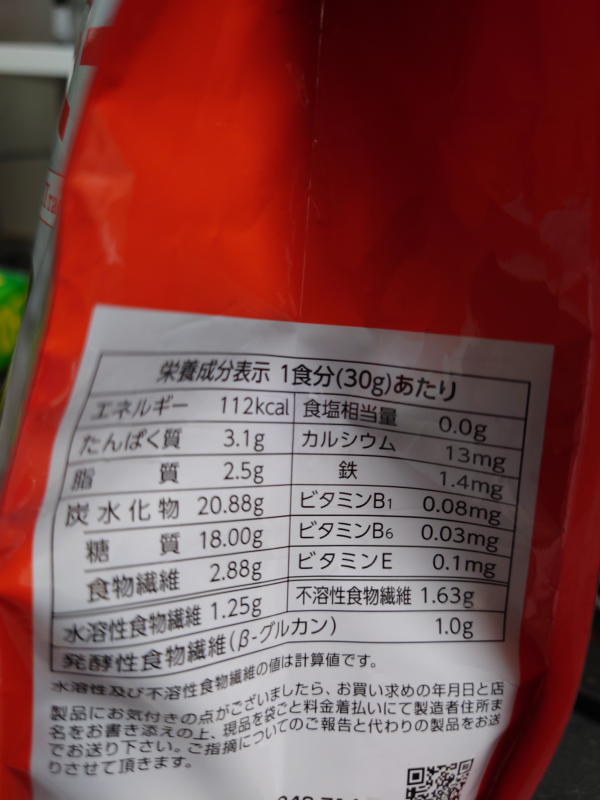 栄養成分表示 1食分(30g)あたり
エネルギー 112kcal 食塩相当量 0.0g
たんぱく質 3.1g カルシウム 13mg
脂質 2.5g 鉄 1.4mg
炭水化物 20.88g ビタミンB1 0.08mg
糖質 18.00g ビタミンB6 0.03mg
食物繊維 2.88g ビタミンE 0.1mg
水溶性食物繊維 1.25g 不溶性食物繊維 1.63g
発酵性食物繊維(β-グルカン) 1.0g
水溶性及び不溶性食物繊維の値は計算値です。
製品にお気付きの点がございましたら、お買い求めの年月日と店
名をお書き添えの上、現品を袋ごと料金着払いにて製造者住所ま
でお送り下さい。ご指摘についてのご報告と代わりの製品をお送
りさせて頂きます。